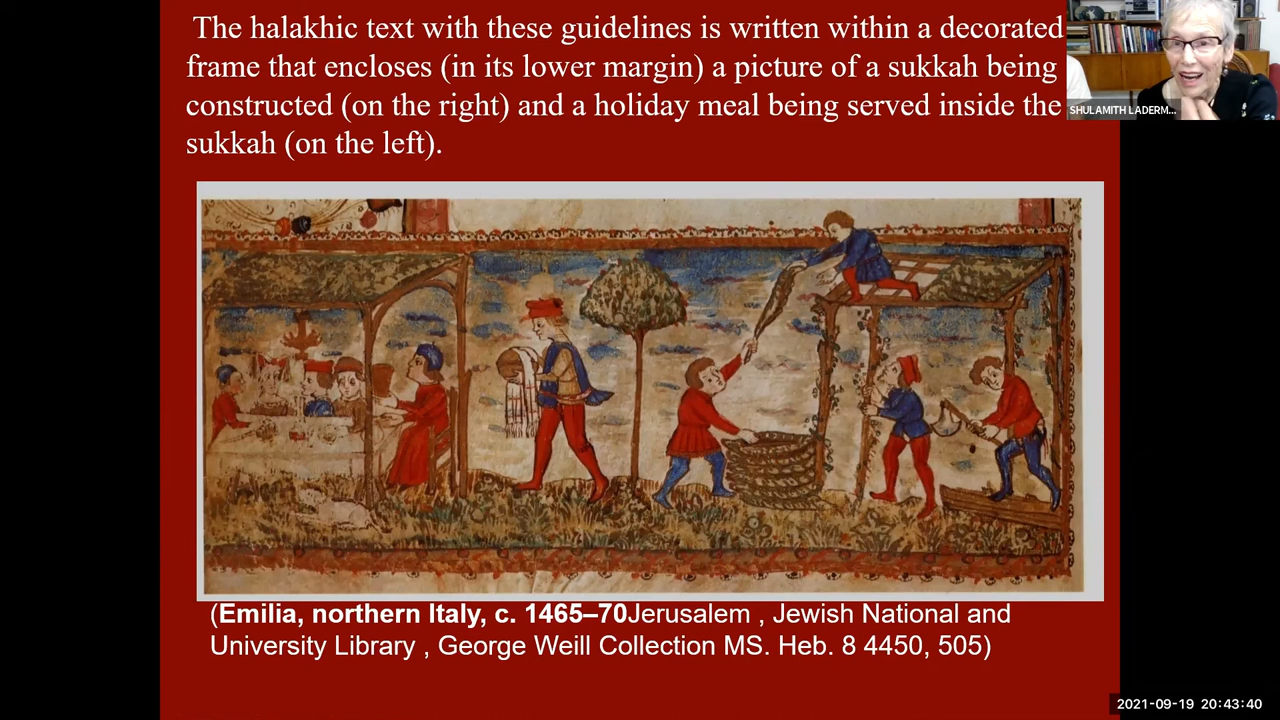 The halakhic text with these guidelines is written within a decorated
frame that encloses (in its lower margin) a picture of a sukkah being
constructed (on the right) and a holiday meal being served inside the
sukkah (on the left).
SHULAMITH LADERM...
(Emilia, northern Italy, c. 1465–70Jerusalem , Jewish National and
University Library , George Weill Collection MS. Heb. 8 4450, 505)
2021-09-19 20:43:40